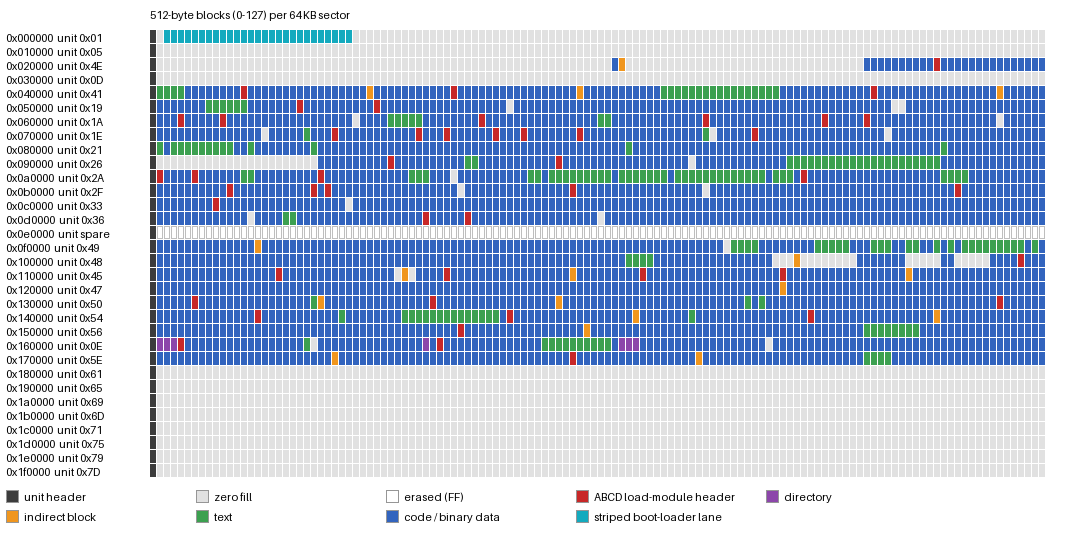 512-byte blocks (0-127) per 64KB sector
0x000000 unit 0x01
0x010000 unit 0x05
0x020000 unit 0x4E
0x030000 unit 0x0D
0x040000 unit 0x41
0x050000 unit 0x19
0x060000 unit 0x1A
0x070000 unit 0x1E
0x080000 unit 0x21
0x090000 unit 0x26
0x0a0000 unit 0x2A
0x0b0000 unit 0x2F
0x0c0000 unit 0x33
0x0d0000 unit 0x36
0x0e0000 unit spare
0x0f0000 unit 0x49
0x100000 unit 0x48
0x110000 unit 0x45
0x120000 unit 0x47
0x130000 unit 0x50
0x140000 unit 0x54
0x150000 unit 0x56
0x160000 unit 0x0E
0x170000 unit 0x5E
0x180000 unit 0x61
0x190000 unit 0x65
0x1a0000 unit 0x69
0x1b0000 unit 0x6D
0x1c0000 unit 0x71
0x1d0000 unit 0x75
0x1e0000 unit 0x79
0x1f0000 unit 0x7D
unit header
zero fill
erased (FF)
ABCD load-module header
directory
indirect block
text
code / binary data
striped boot-loader lane